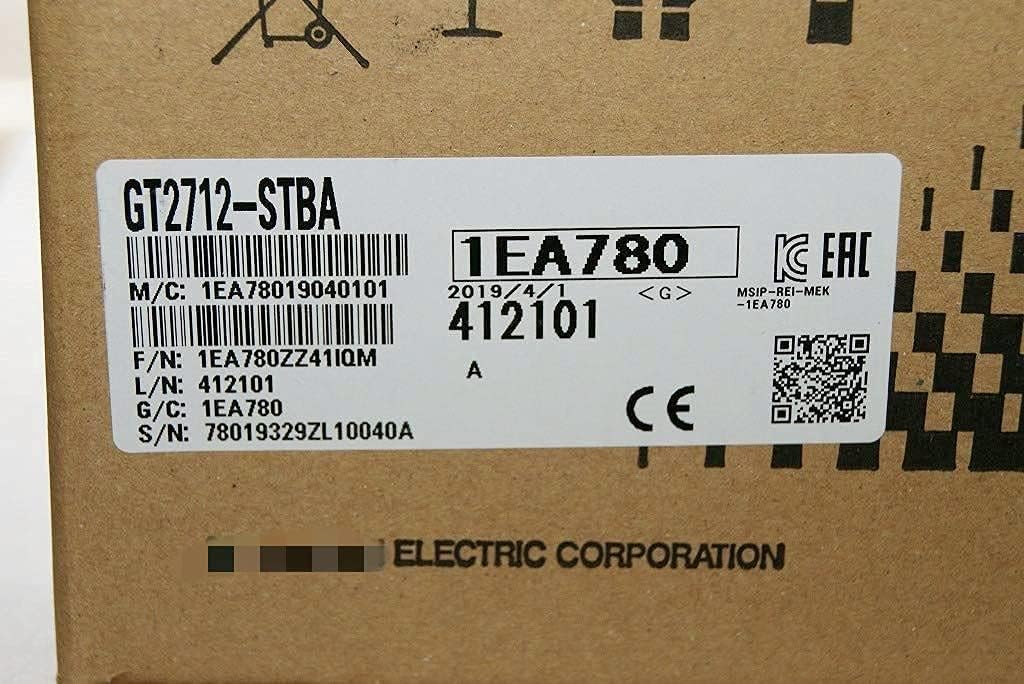 GT2712-STBA
M/C: 1EA78019040101
F/N: 1EA780ZZ41IQM
L/N: 412101
G/C: 1EA780
S/N: 78019329ZL10040A
1EA780
2019/4/1 <G>
412101
A
EAC
MSIP-REI-MEK
-1EA780
CE
ELECTRIC CORPORATION